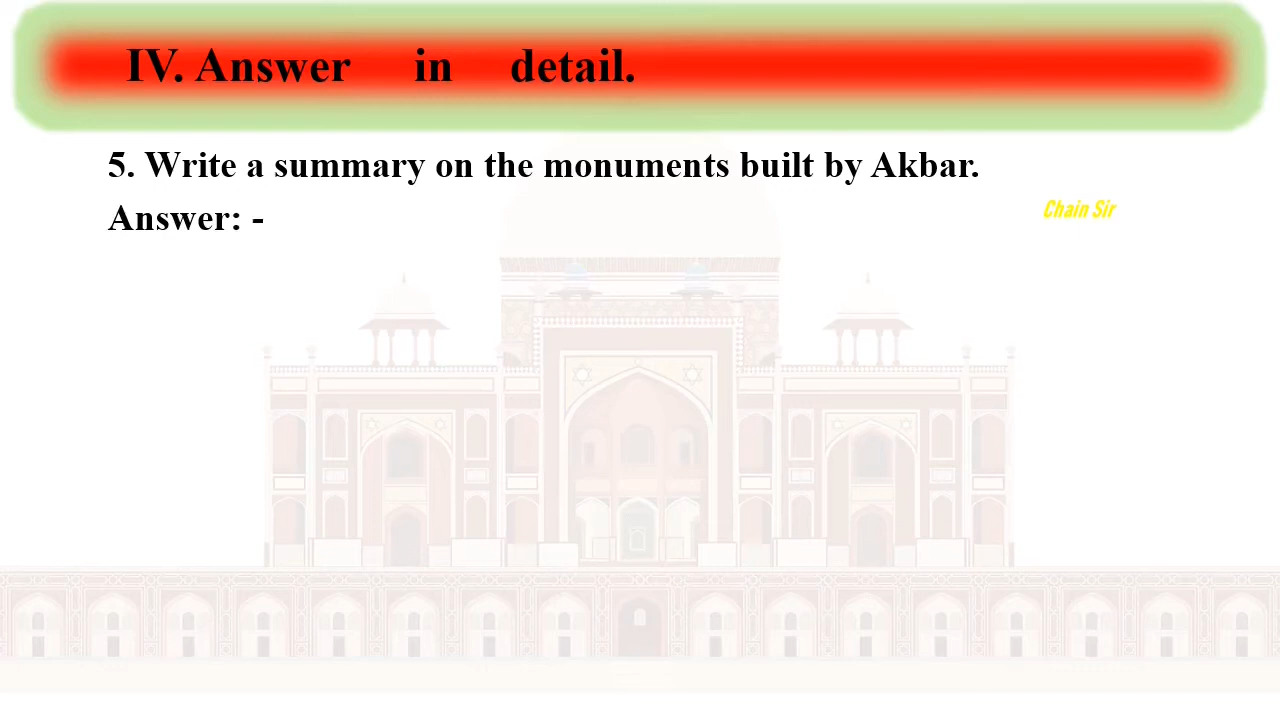 IV. Answer in detail.
5. Write a summary on the monuments built by Akbar.
Chain Sir
Answer: -